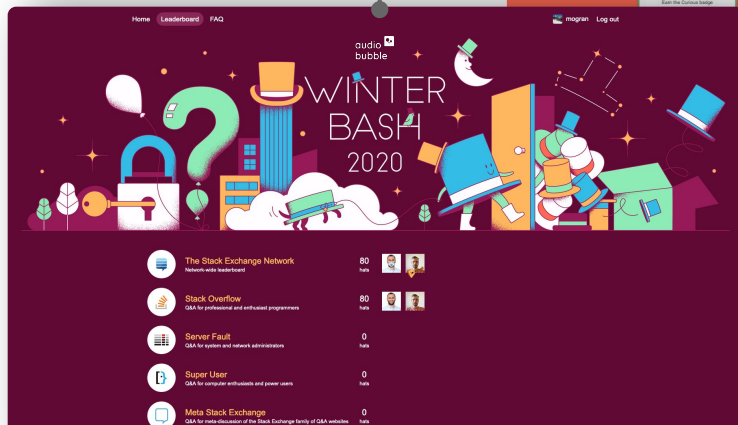 Earn the Curious badge
Home Leaderboard FAQ
mogran Log out
audio
bubble
WINTER
BASH
2020
The Stack Exchange Network
Network-wide leaderboard
80
hats
Stack Overflow
Q&A for professional and enthusiast programmers
80
hats
Server Fault
Q&A for system and network administrators
0
hats
Super User
Q&A for computer enthusiasts and power users
0
hats
Meta Stack Exchange
Q&A for meta-discussion of the Stack Exchange family of Q&A websites
0
hats